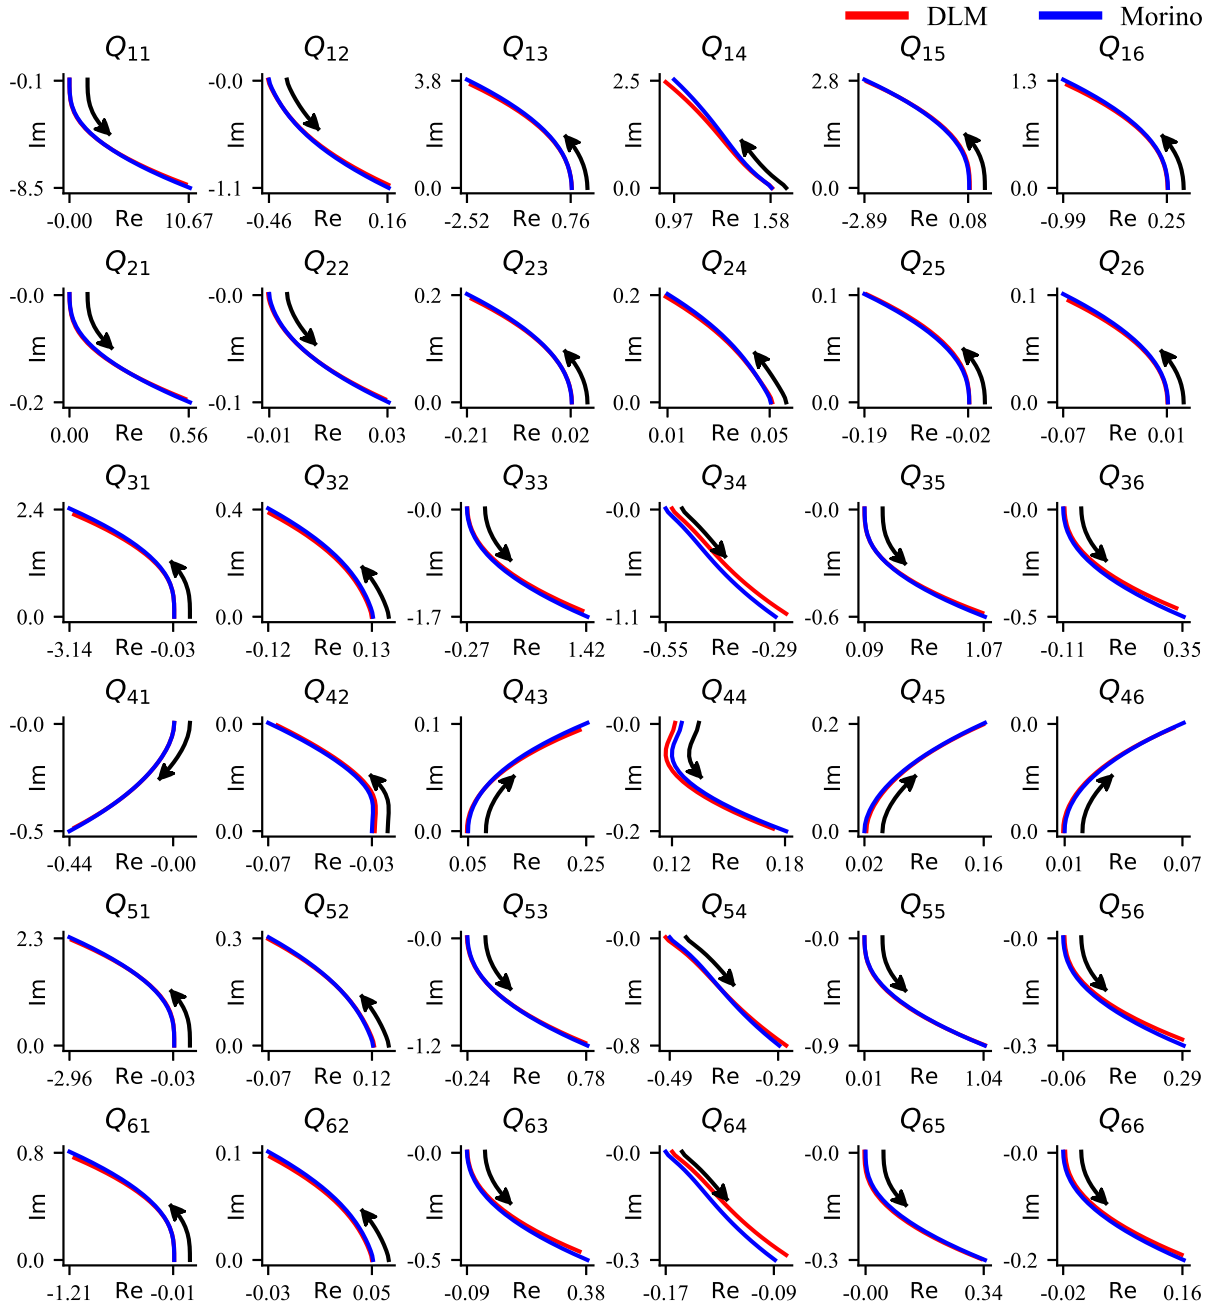 DLM Morino
Q11 Q12 Q13 Q14 Q15 Q16
-0.1 -0.0 3.8 2.5 2.8 1.3
Im Im Im Im Im Im
-8.5 -1.1 0.0 0.0 0.0 0.0
-0.00 Re 10.67 -0.46 Re 0.16 -2.52 Re 0.76 0.97 Re 1.58 -2.89 Re 0.08 -0.99 Re 0.25
Q21 Q22 Q23 Q24 Q25 Q26
-0.0 -0.0 0.2 0.2 0.1 0.1
Im Im Im Im Im Im
-0.2 -0.1 0.0 0.0 0.0 0.0
0.00 Re 0.56 -0.01 Re 0.03 -0.21 Re 0.02 0.01 Re 0.05 -0.19 Re -0.02 -0.07 Re 0.01
Q31 Q32 Q33 Q34 Q35 Q36
2.4 0.4 -0.0 -0.0 -0.0 -0.0
Im Im Im Im Im Im
0.0 0.0 -1.7 -1.1 -0.6 -0.5
-3.14 Re -0.03 -0.12 Re 0.13 -0.27 Re 1.42 -0.55 Re -0.29 0.09 Re 1.07 -0.11 Re 0.35
Q41 Q42 Q43 Q44 Q45 Q46
-0.0 0.0 0.1 -0.0 0.2 0.0
Im Im Im Im Im Im
-0.5 0.0 0.0 -0.2 0.0 0.0
-0.44 Re -0.00 -0.07 Re -0.03 0.05 Re 0.25 0.12 Re 0.18 0.02 Re 0.16 0.01 Re 0.07
Q51 Q52 Q53 Q54 Q55 Q56
2.3 0.3 -0.0 -0.0 -0.0 -0.0
Im Im Im Im Im Im
0.0 0.0 -1.2 -0.8 -0.9 -0.3
-2.96 Re -0.03 -0.07 Re 0.12 -0.24 Re 0.78 -0.49 Re -0.29 0.01 Re 1.04 -0.06 Re 0.29
Q61 Q62 Q63 Q64 Q65 Q66
0.8 0.1 -0.0 -0.0 -0.0 -0.0
Im Im Im Im Im Im
0.0 0.0 -0.5 -0.3 -0.3 -0.2
-1.21 Re -0.01 -0.03 Re 0.05 -0.09 Re 0.38 -0.17 Re -0.09 -0.00 Re 0.34 -0.02 Re 0.16